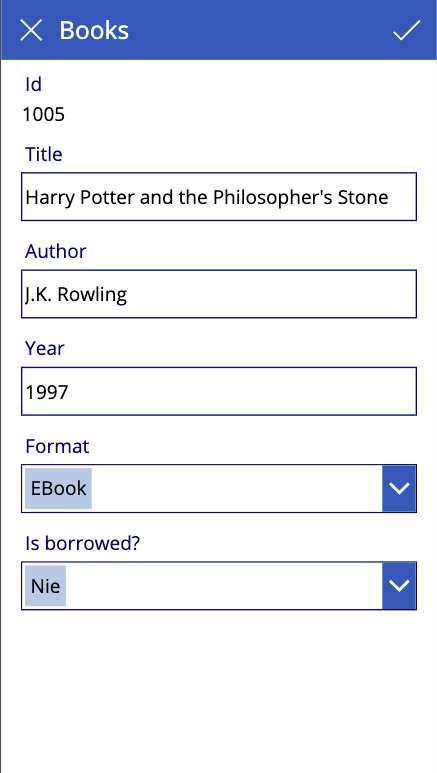 Books
Id
1005
Title
Harry Potter and the Philosopher's Stone
Author
J.K. Rowling
Year
1997
Format
EBook
Is borrowed?
Nie